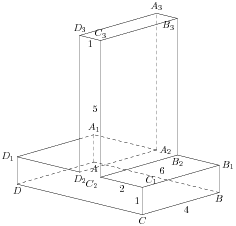 A₃
D₃
C₃
B₃
1
5
A₁
D₁
A₂
B₂
A
6
B₁
D₂
C₂
C₁
2
D
1
B
4
C